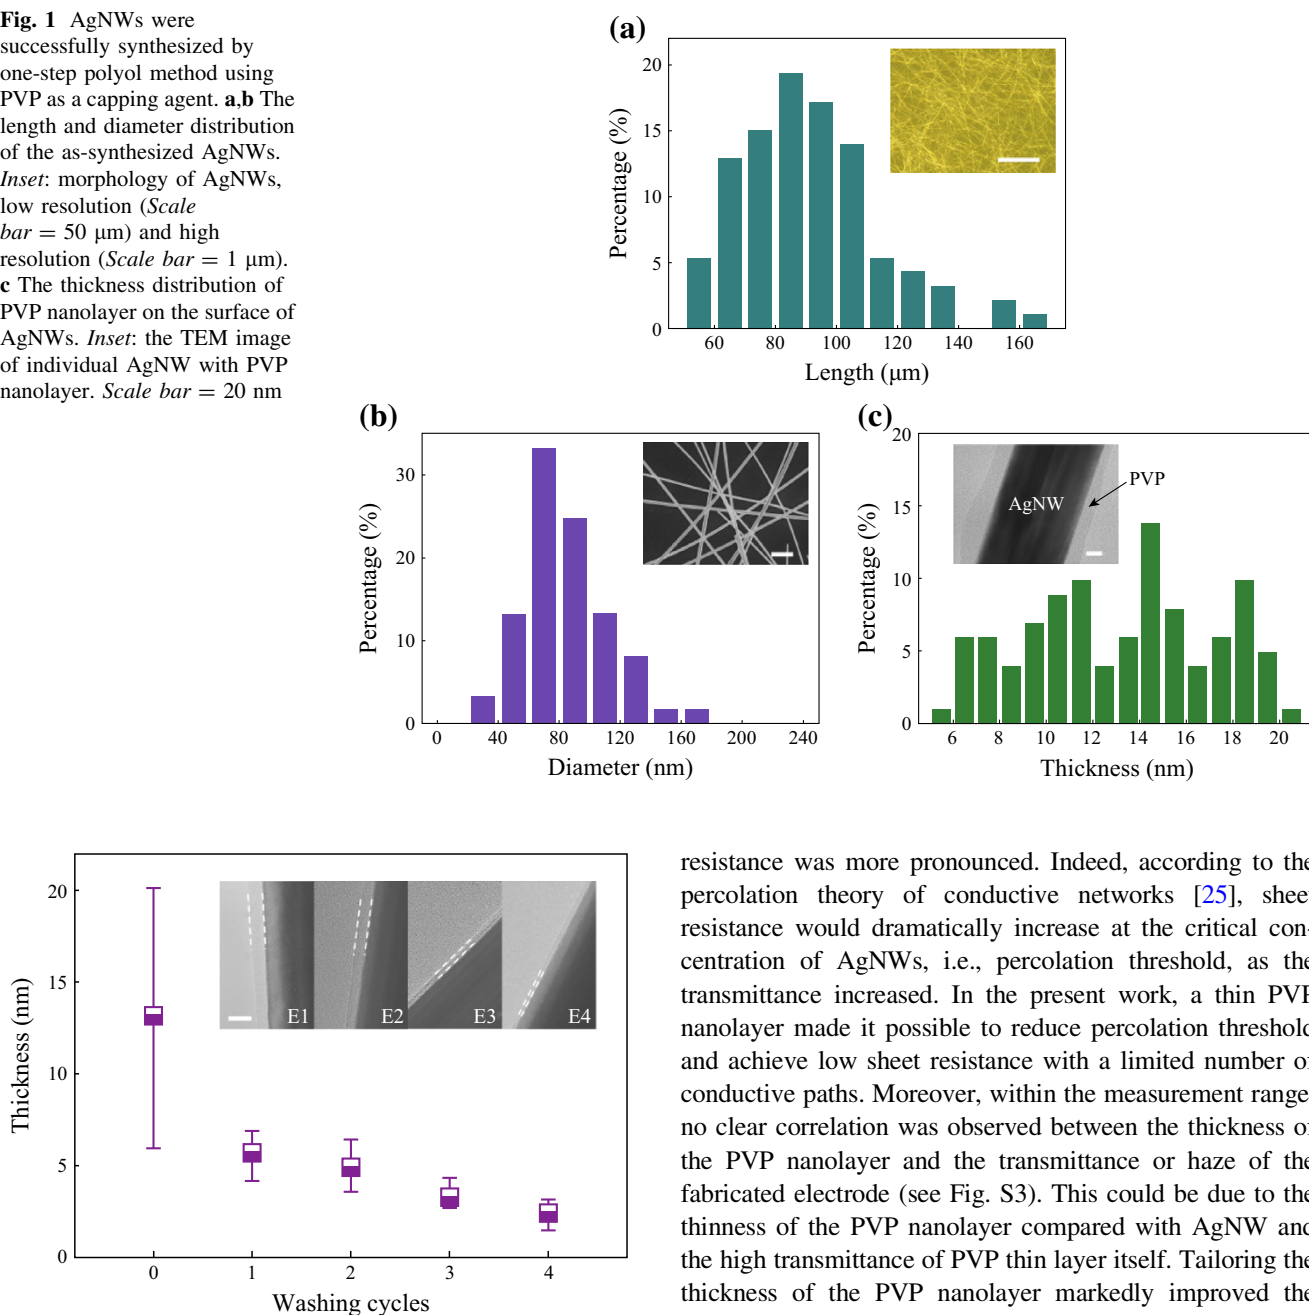 Fig. 1 AgNWs were
successfully synthesized by
one-step polyol method using
PVP as a capping agent. a,b The
length and diameter distribution
of the as-synthesized AgNWs.
Inset: morphology of AgNWs,
low resolution (Scale
bar = 50 μm) and high
resolution (Scale bar = 1 μm).
c The thickness distribution of
PVP nanolayer on the surface of
AgNWs. Inset: the TEM image
of individual AgNW with PVP
nanolayer. Scale bar = 20 nm
(a)
Percentage (%)
20
15
10
5
0
60 80 100 120 140 160
Length (μm)
(b)
Percentage (%)
30
20
10
0
0 40 80 120 160 200 240
Diameter (nm)
(c)
Percentage (%)
20
15
10
5
0
AgNW
PVP
6 8 10 12 14 16 18 20
Thickness (nm)
Thickness (nm)
20
15
10
5
0
E1 E2 E3 E4
0 1 2 3 4
Washing cycles
resistance was more pronounced. Indeed, according to the
percolation theory of conductive networks [25], sheet
resistance would dramatically increase at the critical con-
centration of AgNWs, i.e., percolation threshold, as the
transmittance increased. In the present work, a thin PVP
nanolayer made it possible to reduce percolation threshold
and achieve low sheet resistance with a limited number of
conductive paths. Moreover, within the measurement range
no clear correlation was observed between the thickness of
the PVP nanolayer and the transmittance or haze of the
fabricated electrode (see Fig. S3). This could be due to the
thinness of the PVP nanolayer compared with AgNW and
the high transmittance of PVP thin layer itself. Tailoring the
thickness of the PVP nanolayer markedly improved the